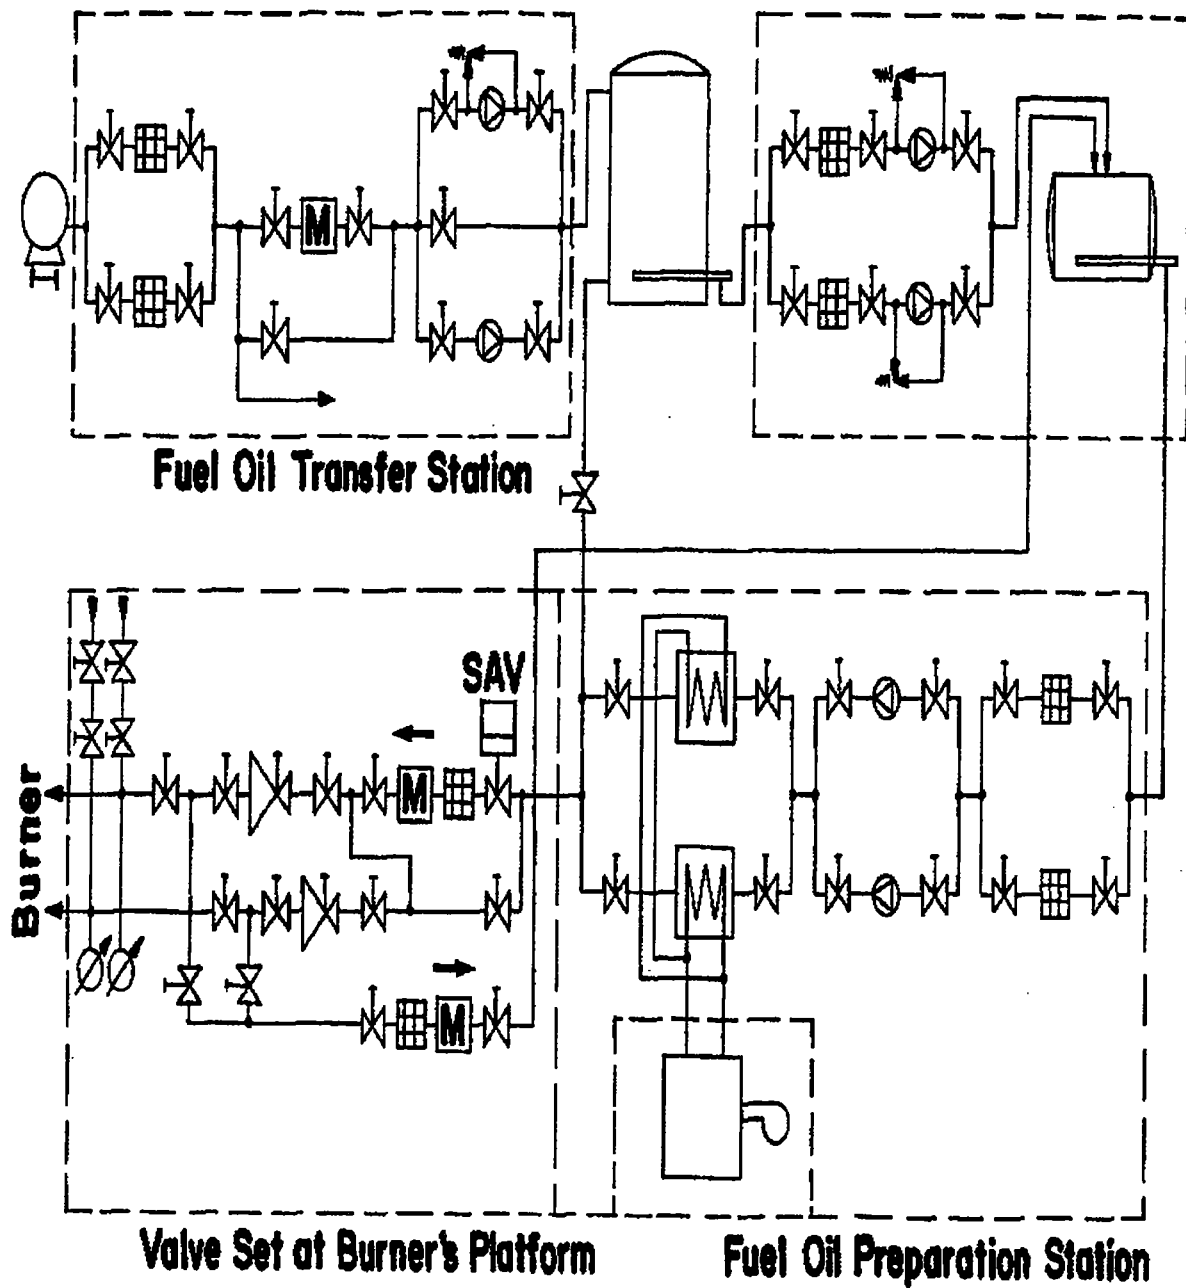 M
Fuel Oil Transfer Station
SAV
M
Burner
M
Valve Set at Burner's Platform
Fuel Oil Preparation Station